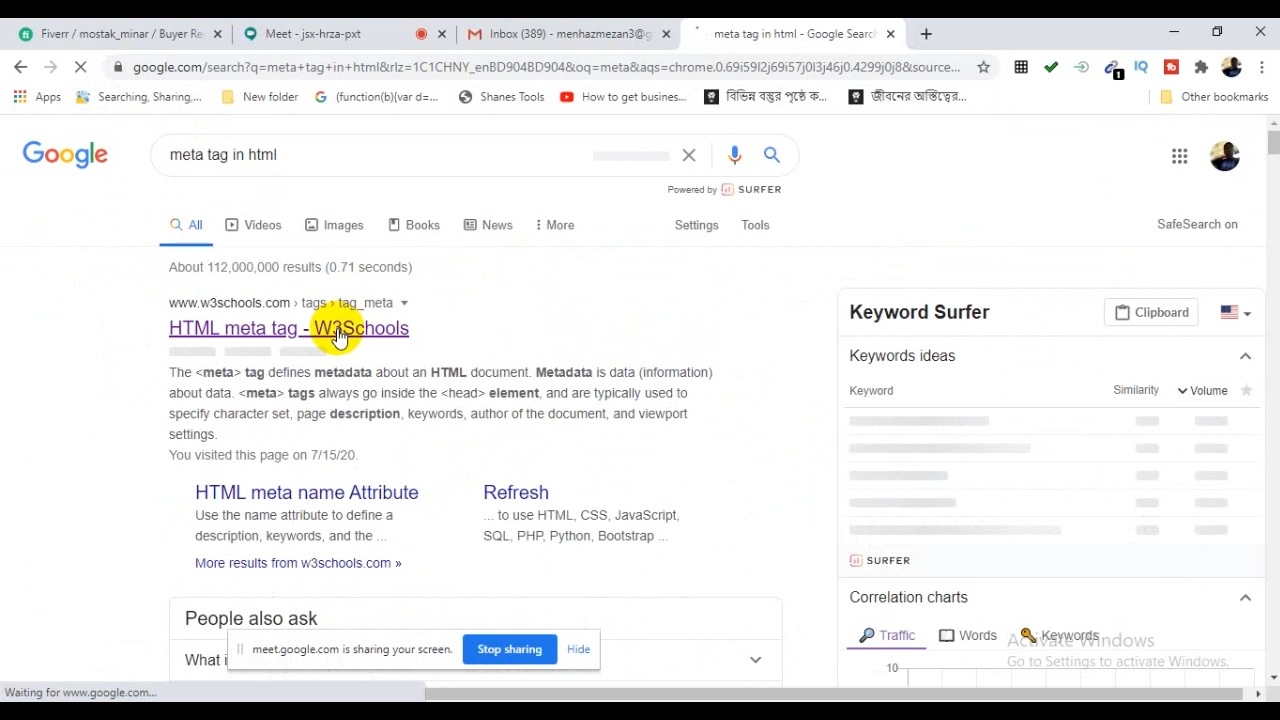 Fiverr / mostak_minar / Buyer Re
Meet - jsx-hrza-pxt
Inbox (389) - menhazmezan3@g
meta tag in html - Google Search
google.com/search?q=meta+tag+in+html&rlz=1C1CHNY_enBD904BD904&oq=meta&aqs=chrome.0.69i59l2j69i57j0l3j46j0.4299j0j8&source...
1
Apps
Searching, Sharing,...
New folder
(function(b){var d=...
Shanes Tools
How to get busines...
বিভিন্ন বস্তুর পৃষ্ঠে ক...
জীবনের অস্তিত্বের...
Other bookmarks
Google
meta tag in html
Powered by SURFER
All
Videos
Images
Books
News
More
Settings
Tools
SafeSearch on
About 112,000,000 results (0.71 seconds)
www.w3schools.com › tags › tag_meta
HTML meta tag - W3Schools
The <meta> tag defines metadata about an HTML document. Metadata is data (information)
about data. <meta> tags always go inside the <head> element, and are typically used to
specify character set, page description, keywords, author of the document, and viewport
settings.
You visited this page on 7/15/20.
HTML meta name Attribute
Use the name attribute to define a
description, keywords, and the ...
Refresh
... to use HTML, CSS, JavaScript,
SQL, PHP, Python, Bootstrap ...
More results from w3schools.com »
People also ask
What i
meet.google.com is sharing your screen.
Stop sharing
Hide
Keyword Surfer
Clipboard
Keywords ideas
Keyword
Similarity
Volume
SURFER
Correlation charts
Traffic
Words
Keywords
10
Activate Windows
Go to Settings to activate Windows.
Waiting for www.google.com...